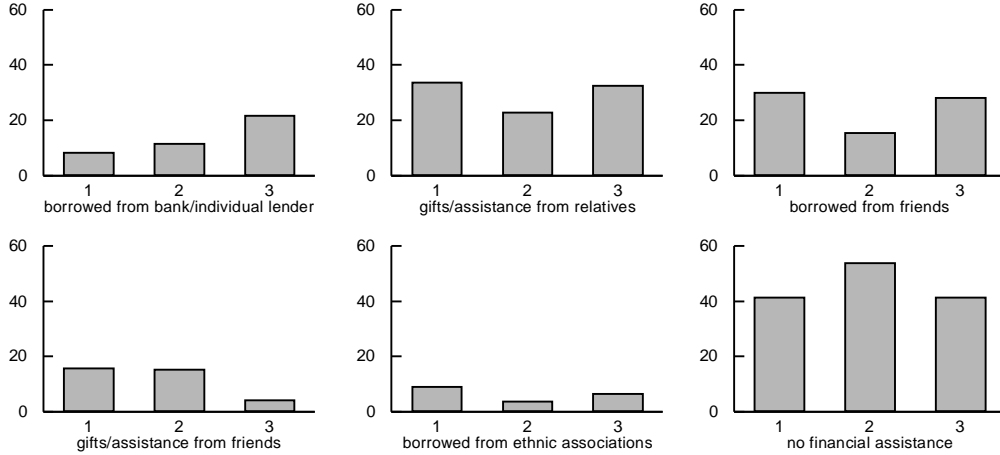 60
40
20
0
1 2 3
borrowed from bank/individual lender
60
40
20
0
1 2 3
gifts/assistance from relatives
60
40
20
0
1 2 3
borrowed from friends
60
40
20
0
1 2 3
gifts/assistance from friends
60
40
20
0
1 2 3
borrowed from ethnic associations
60
40
20
0
1 2 3
no financial assistance